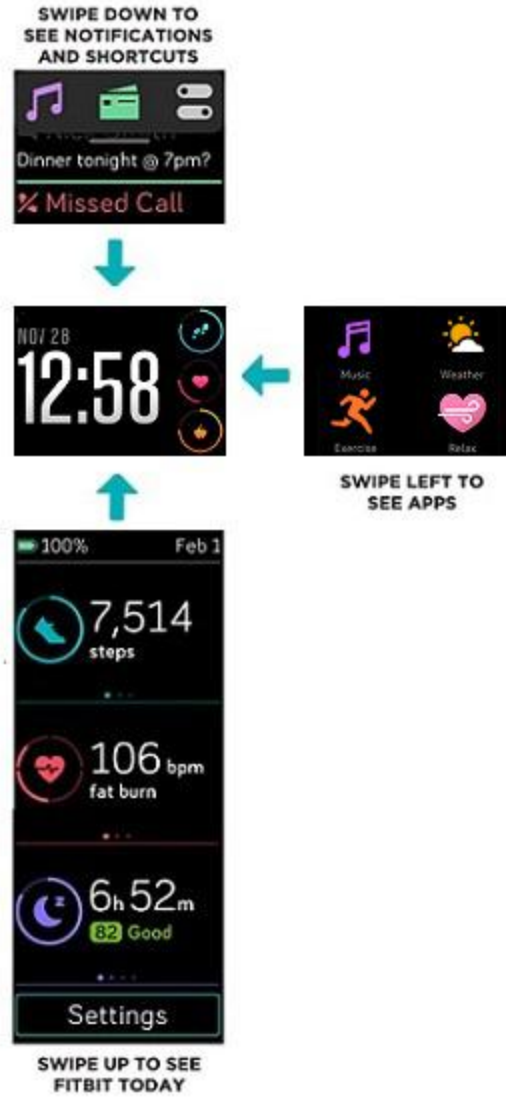 SWIPE DOWN TO
SEE NOTIFICATIONS
AND SHORTCUTS
Dinner tonight @ 7pm?
Missed Call
NOV 28
12:58
Music
Weather
Exercise
Relax
SWIPE LEFT TO
SEE APPS
100% Feb 1
7,514
steps
106 bpm
fat burn
6h 52m
82 Good
Settings
SWIPE UP TO SEE
FITBIT TODAY